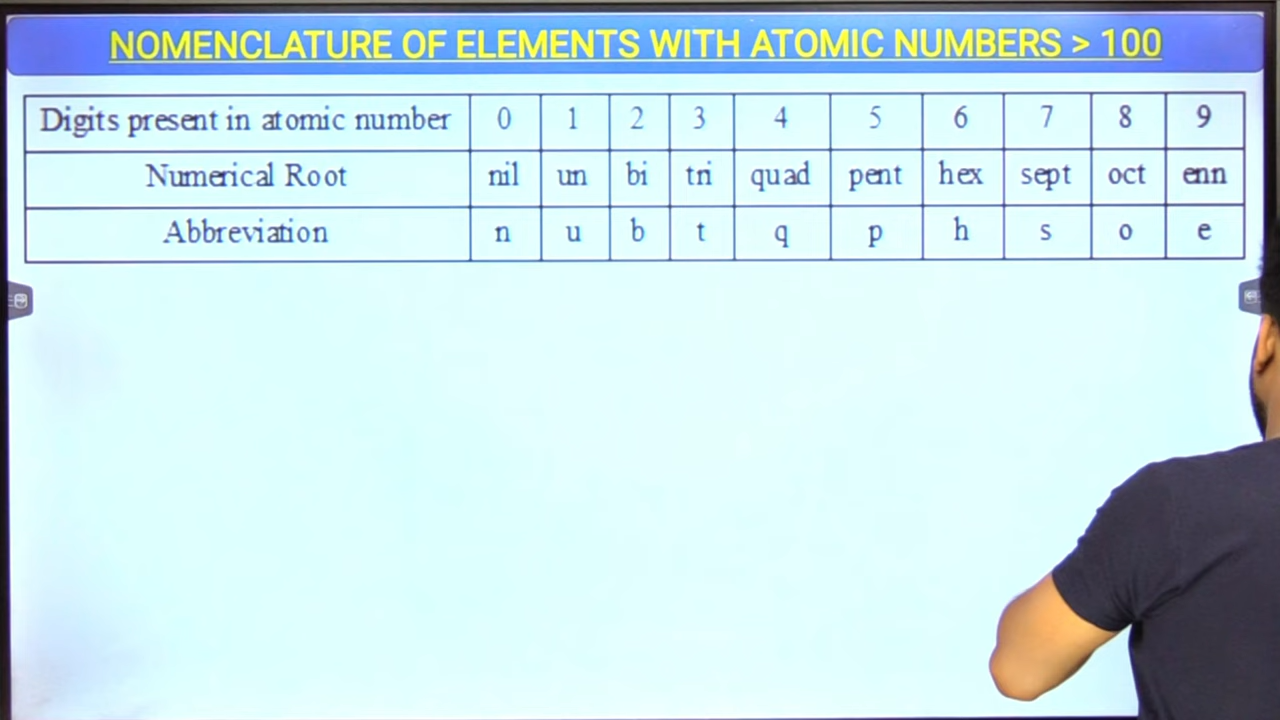 NOMENCLATURE OF ELEMENTS WITH ATOMIC NUMBERS > 100
Digits present in atomic number 0 1 2 3 4 5 6 7 8 9
Numerical Root nil un bi tri quad pent hex sept oct enn
Abbreviation n u b t q p h s o e